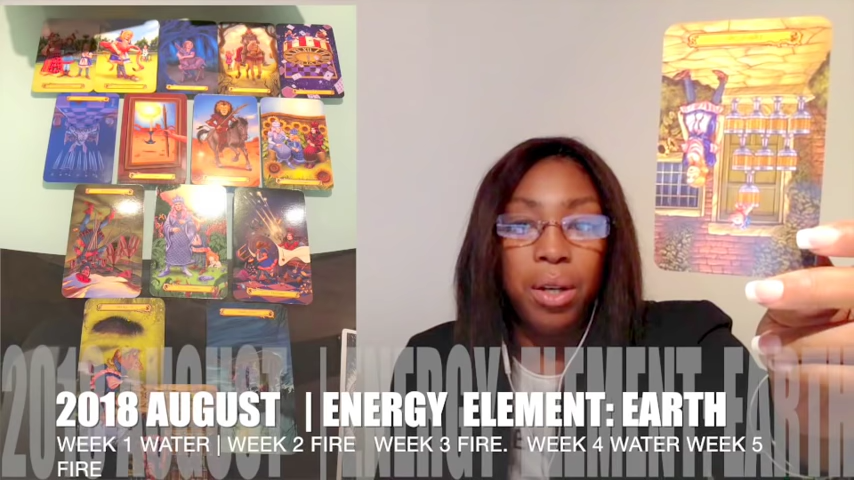 2018 AUGUST | ENERGY ELEMENT: EARTH
WEEK 1 WATER | WEEK 2 FIRE WEEK 3 FIRE. WEEK 4 WATER WEEK 5
FIRE